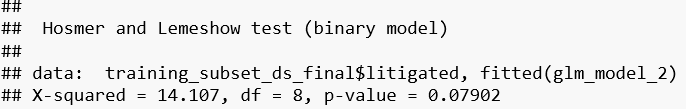 ##
##  Hosmer and Lemeshow test (binary model)
##
## data:  training_subset_ds_final$litigated, fitted(glm_model_2)
## X-squared = 14.107, df = 8, p-value = 0.07902